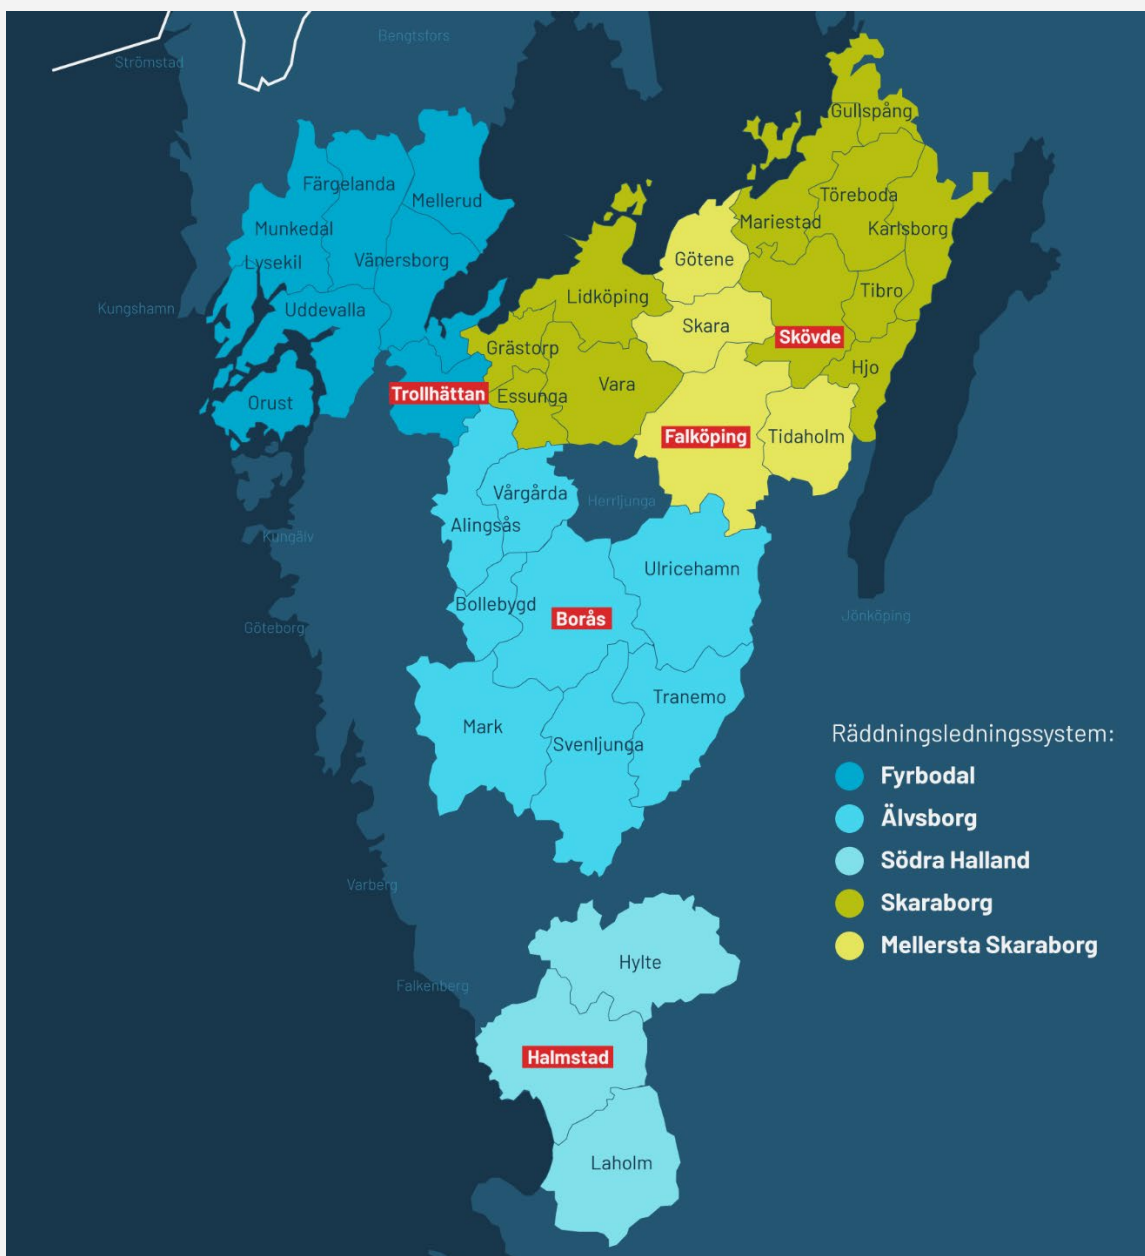 Bengtsfors
Strömstad
Gullspång
Färgelanda
Mellerud
Töreboda
Mariestad
Munkedal
Karlsborg
Lysekil
Vänersborg
Götene
Tibro
Lidköping
Kungshamn
Uddevalla
Skara
Skövde
Grästorp
Hjo
Vara
Trollhättan
Essunga
Orust
Falköping
Tidaholm
Vårgårda
Herrljunga
Alingsås
Kungälv
Ulricehamn
Bollebygd
Borås
Jönköping
Göteborg
Tranemo
Mark
Svenljunga
Räddningsledningssystem:
Fyrbodal
Älvsborg
Södra Halland
Skaraborg
Mellersta Skaraborg
Varberg
Hylte
Falkenberg
Halmstad
Laholm